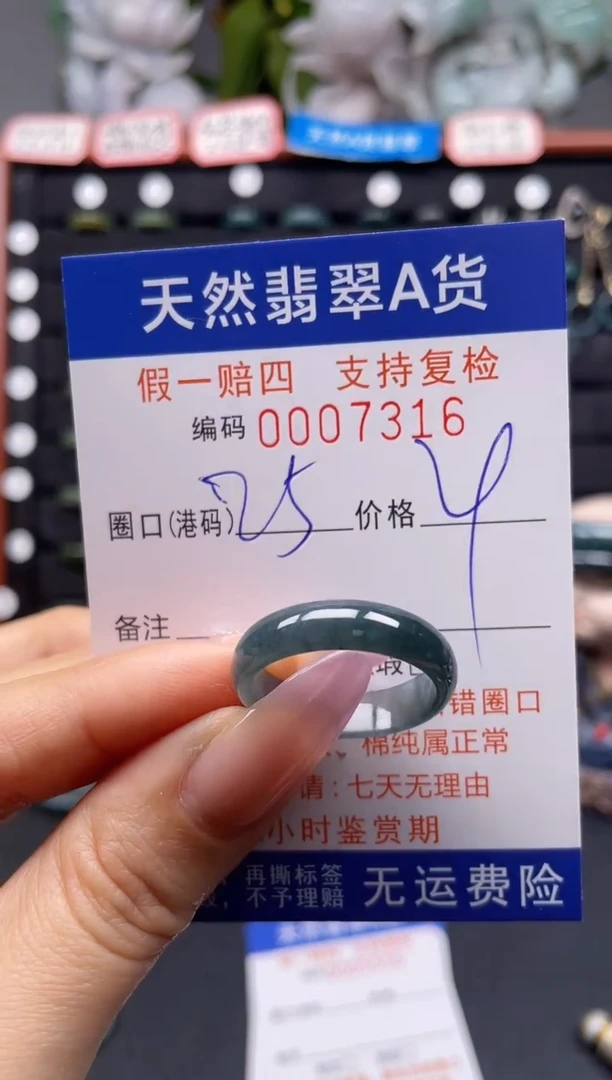 天然翡翠A货
假一赔四 支持复检
编码 0007316
圈口(港码) 25 价格 4
备注
错圈口
棉纯属正常
请:七天无理由
小时鉴赏期
再撕标签
不予理赔 无运费险